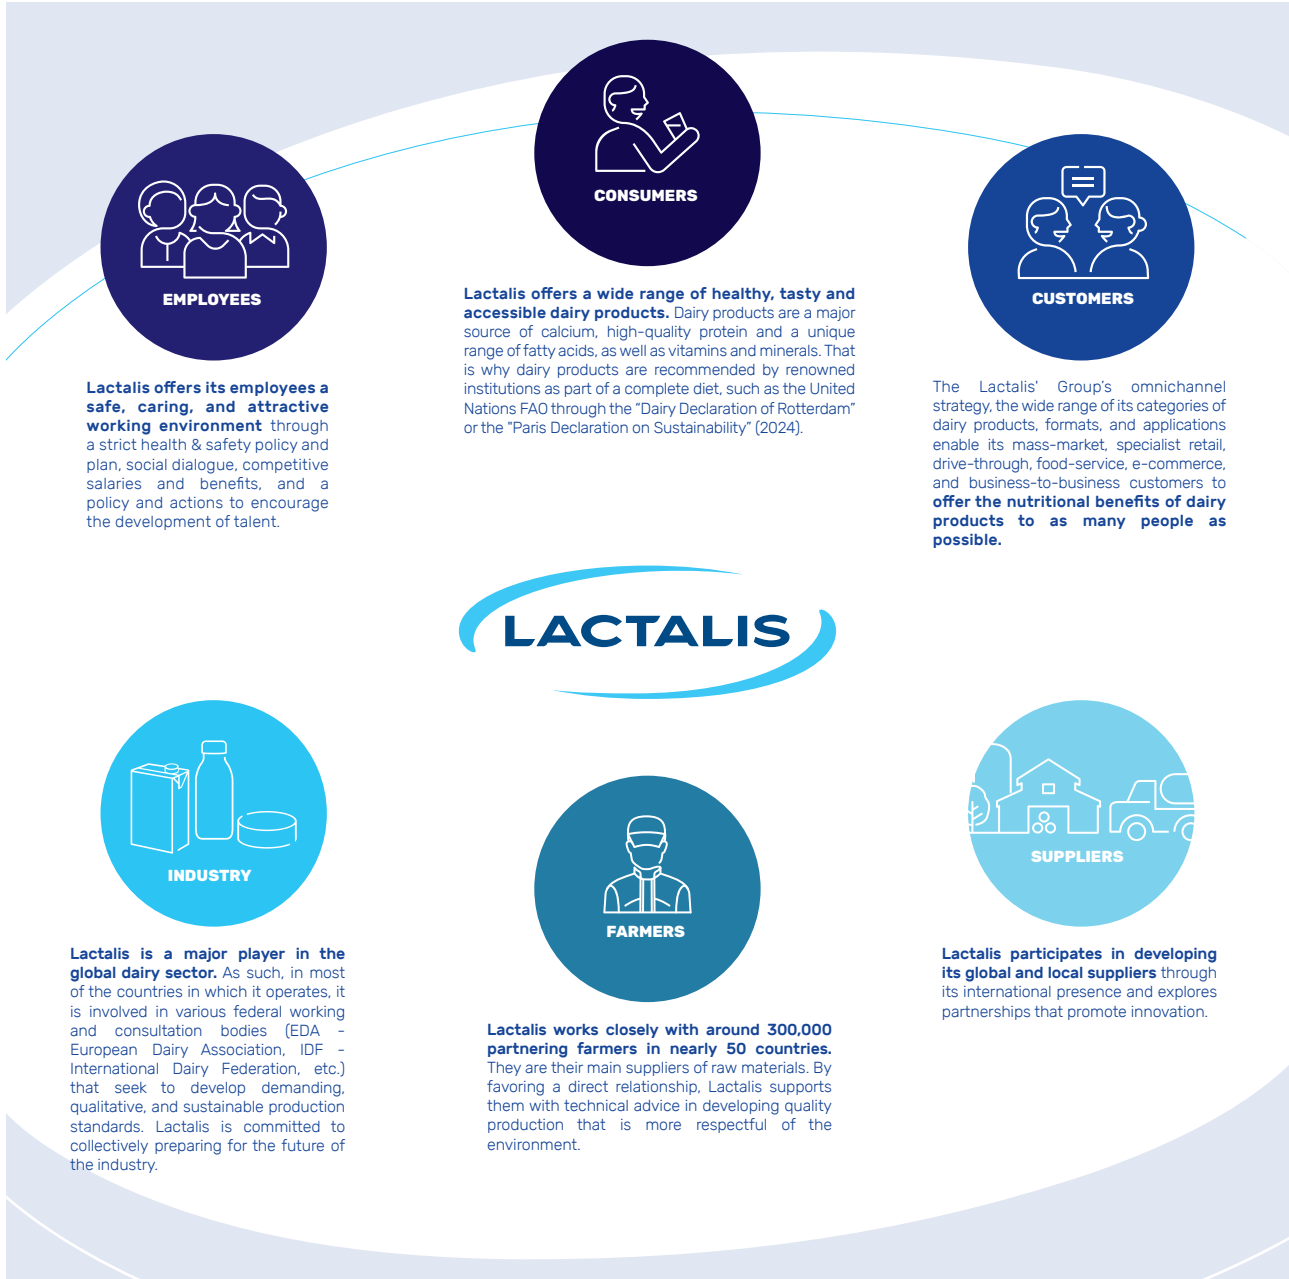 CONSUMERS
Lactalis offers a wide range of healthy, tasty and
accessible dairy products. Dairy products are a major
source of calcium, high-quality protein and a unique
range of fatty acids, as well as vitamins and minerals. That
is why dairy products are recommended by renowned
institutions as part of a complete diet, such as the United
Nations FAO through the “Dairy Declaration of Rotterdam”
or the "Paris Declaration on Sustainability” (2024).
EMPLOYEES
Lactalis offers its employees a
safe, caring, and attractive
working environment through
a strict health & safety policy and
plan, social dialogue, competitive
salaries and benefits, and a
policy and actions to encourage
the development of talent.
CUSTOMERS
The Lactalis' Group’s omnichannel
strategy, the wide range of its categories of
dairy products, formats, and applications
enable its mass-market, specialist retail,
drive-through, food-service, e-commerce,
and business-to-business customers to
offer the nutritional benefits of dairy
products to as many people as
possible.
LACTALIS
INDUSTRY
Lactalis is a major player in the
global dairy sector. As such, in most
of the countries in which it operates, it
is involved in various federal working
and consultation bodies (EDA -
European Dairy Association, IDF -
International Dairy Federation, etc.)
that seek to develop demanding,
qualitative, and sustainable production
standards. Lactalis is committed to
collectively preparing for the future of
the industry.
FARMERS
Lactalis works closely with around 300,000
partnering farmers in nearly 50 countries.
They are their main suppliers of raw materials. By
favoring a direct relationship, Lactalis supports
them with technical advice in developing quality
production that is more respectful of the
environment.
SUPPLIERS
Lactalis participates in developing
its global and local suppliers through
its international presence and explores
partnerships that promote innovation.